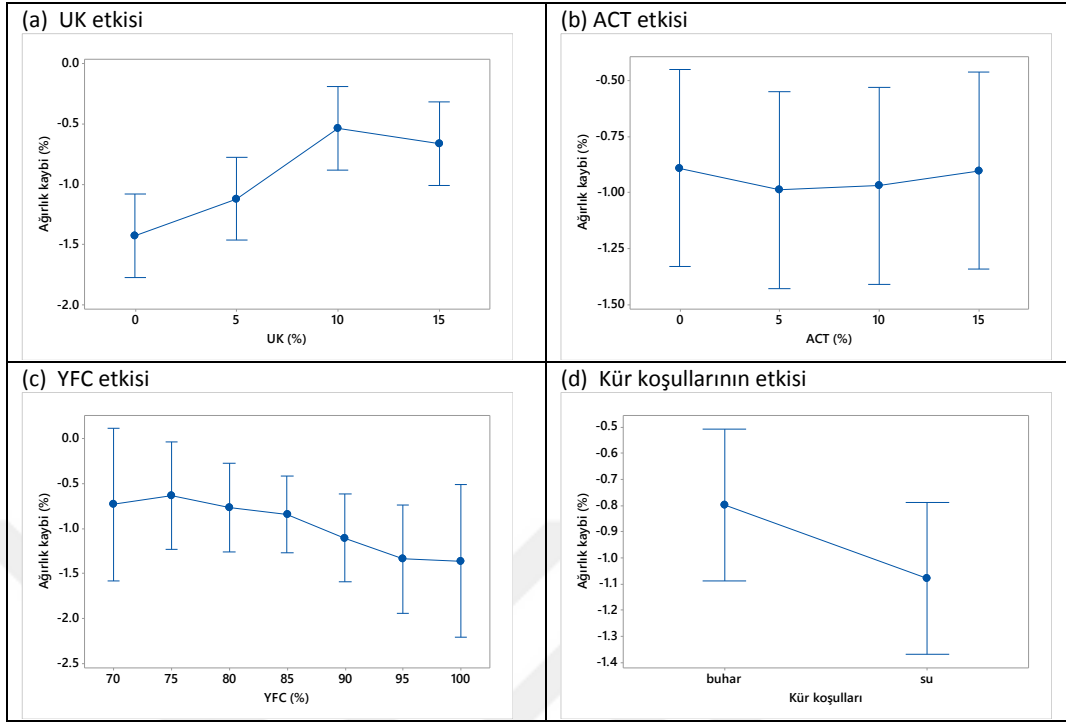 (a) UK etkisi
Ağırlık kaybi (%)
0.0
-0.5
-1.0
-1.5
-2.0
0 5 10 15
UK (%)
(b) ACT etkisi
Ağırlık kaybi (%)
-0.50
-0.75
-1.00
-1.25
-1.50
0 5 10 15
ACT (%)
(c) YFC etkisi
Ağırlık kaybi (%)
0.0
-0.5
-1.0
-1.5
-2.0
-2.5
70 75 80 85 90 95 100
YFC (%)
(d) Kür koşullarının etkisi
Ağırlık kaybi (%)
-0.5
-0.6
-0.7
-0.8
-0.9
-1.0
-1.1
-1.2
-1.3
-1.4
buhar su
Kür koşulları